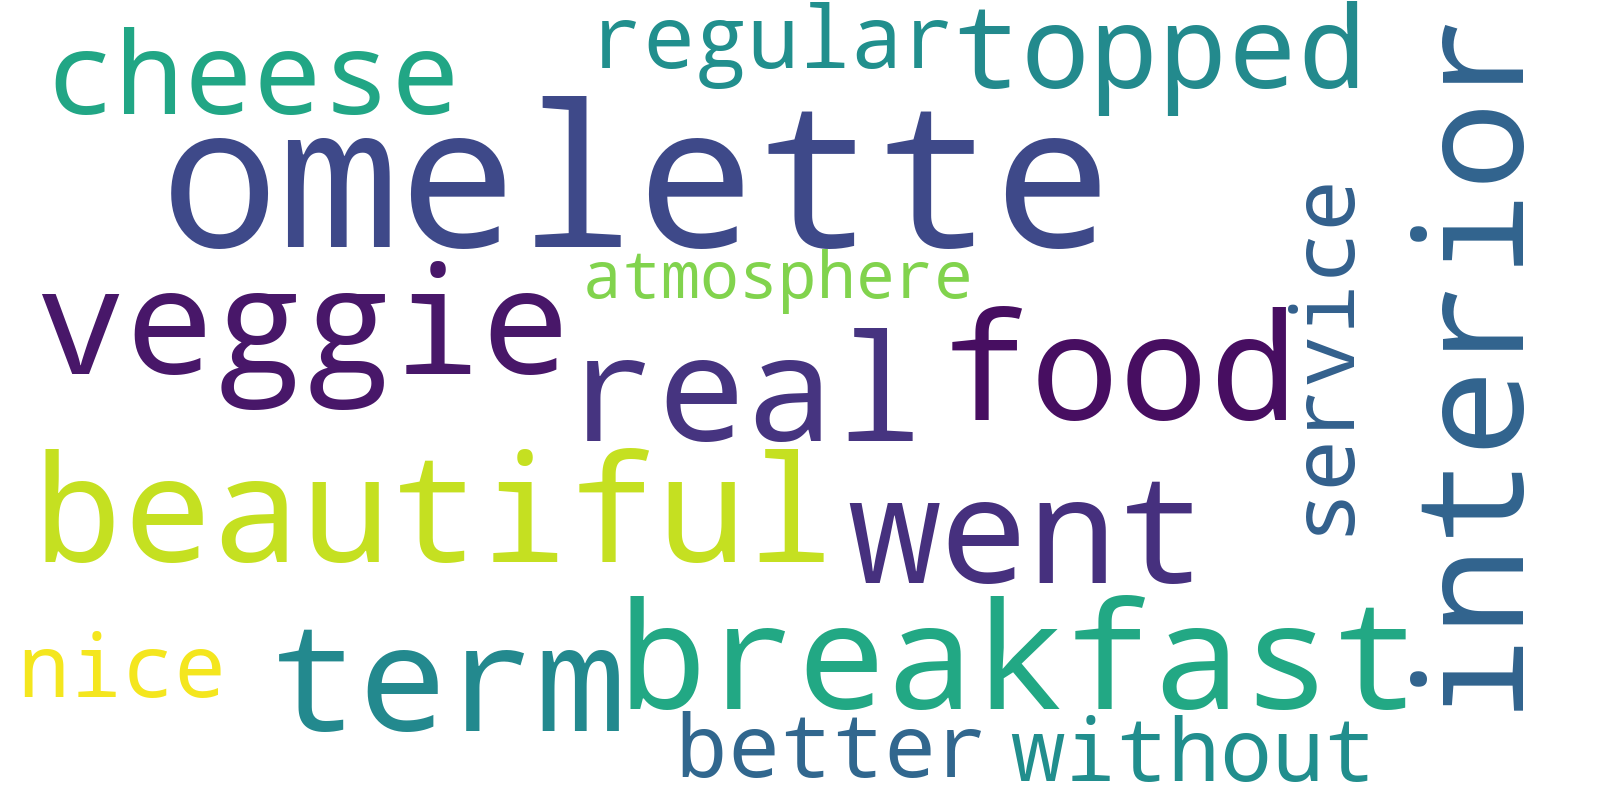 cheese
regular
topped
omelette
interior
service
atmosphere
veggie
real
food
beautiful
went
breakfast
nice
term
better
without